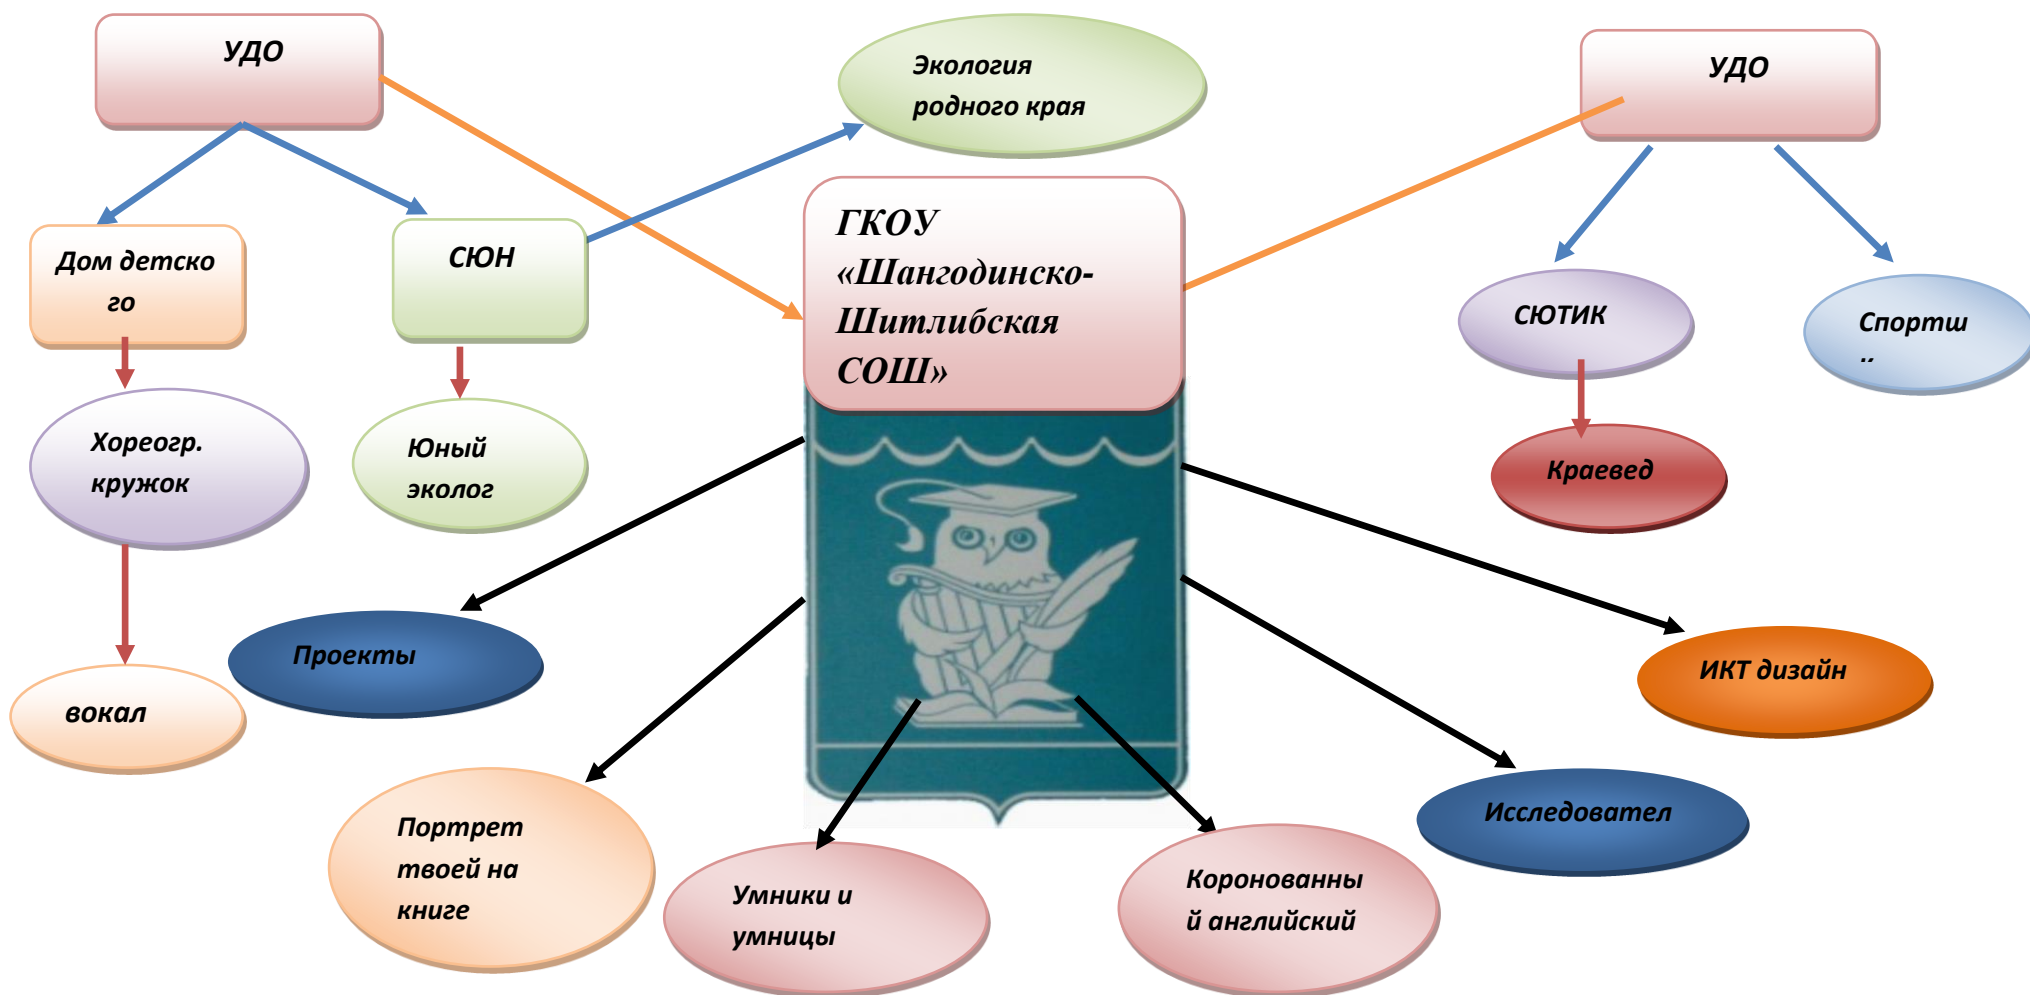 УДО
Экология
родного края
УДО
ГКОУ
«Шангодинско-
Шитлибская
СОШ»
Дом детско
го
СЮН
СЮТИК
Спортш
Хореогр.
кружок
Юный
эколог
Краевед
Проекты
ИКТ дизайн
вокал
Портрет
твоей на
книге
Исследовател
Умники и
умницы
Коронованны
й английский